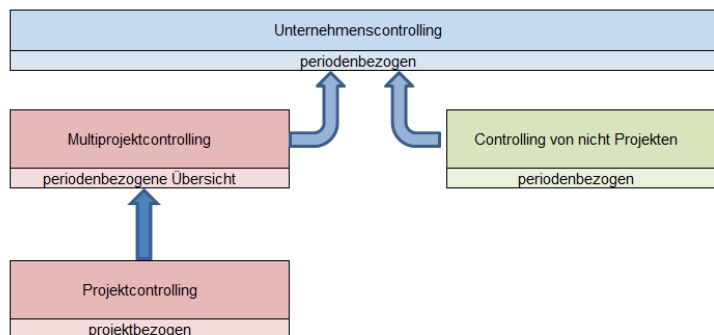 Unternehmenscontrolling
periodenbezogen
Multiprojektcontrolling
periodenbezogene Übersicht
Controlling von nicht Projekten
periodenbezogen
Projektcontrolling
projektbezogen